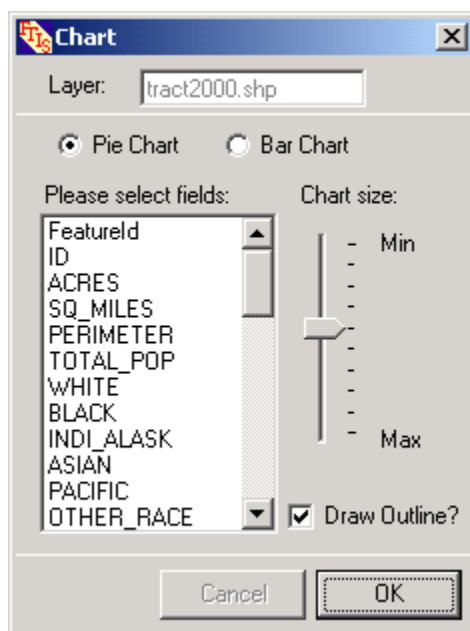 FTIS Chart
Layer: tract2000.shp
Pie Chart Bar Chart
Please select fields: Chart size:
FeatureId
ID
ACRES
SQ_MILES
PERIMETER
TOTAL_POP
WHITE
BLACK
INDI_ALASK
ASIAN
PACIFIC
OTHER_RACE
Min
Max
Draw Outline?
Cancel OK